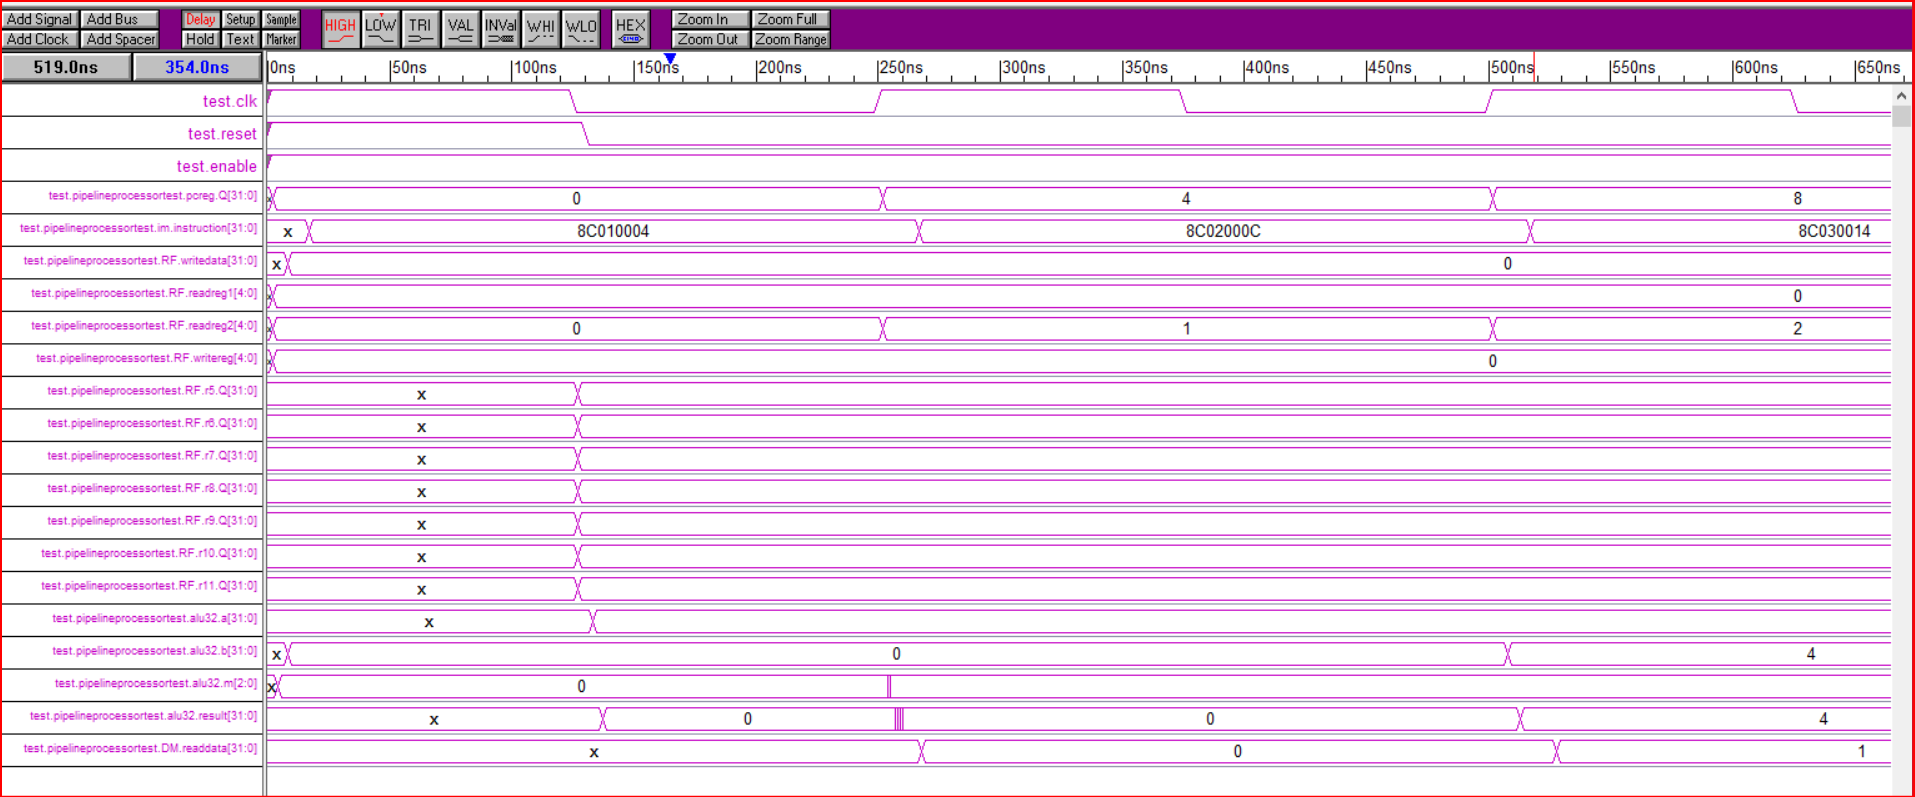 Add Signal Add Bus Delay Setup Sample HIGH LOW TRI VAL INVal WHI WLO HEX Zoom In Zoom Full
Add Clock Add Spacer Hold Text Marker Zoom Out Zoom Range
519.0ns 354.0ns 0ns 50ns 100ns 150ns 200ns 250ns 300ns 350ns 400ns 450ns 500ns 550ns 600ns 650ns
test.clk
test.reset
test.enable
test.pipelineprocessortest.pcreg.Q[31:0] 0 4 8
test.pipelineprocessortest.im.instruction[31:0] x 8C010004 8C02000C 8C030014
test.pipelineprocessortest.RF.writedata[31:0] x 0
test.pipelineprocessortest.RF.readreg1[4:0] x 0
test.pipelineprocessortest.RF.readreg2[4:0] x 0 1 2
test.pipelineprocessortest.RF.writereg[4:0] x 0
test.pipelineprocessortest.RF.r5.Q[31:0] x
test.pipelineprocessortest.RF.r6.Q[31:0] x
test.pipelineprocessortest.RF.r7.Q[31:0] x
test.pipelineprocessortest.RF.r8.Q[31:0] x
test.pipelineprocessortest.RF.r9.Q[31:0] x
test.pipelineprocessortest.RF.r10.Q[31:0] x
test.pipelineprocessortest.RF.r11.Q[31:0] x
test.pipelineprocessortest.alu32.a[31:0] x
test.pipelineprocessortest.alu32.b[31:0] x 0 4
test.pipelineprocessortest.alu32.m[2:0] x 0
test.pipelineprocessortest.alu32.result[31:0] x 0 0 4
test.pipelineprocessortest.DM.readdata[31:0] x 0 1